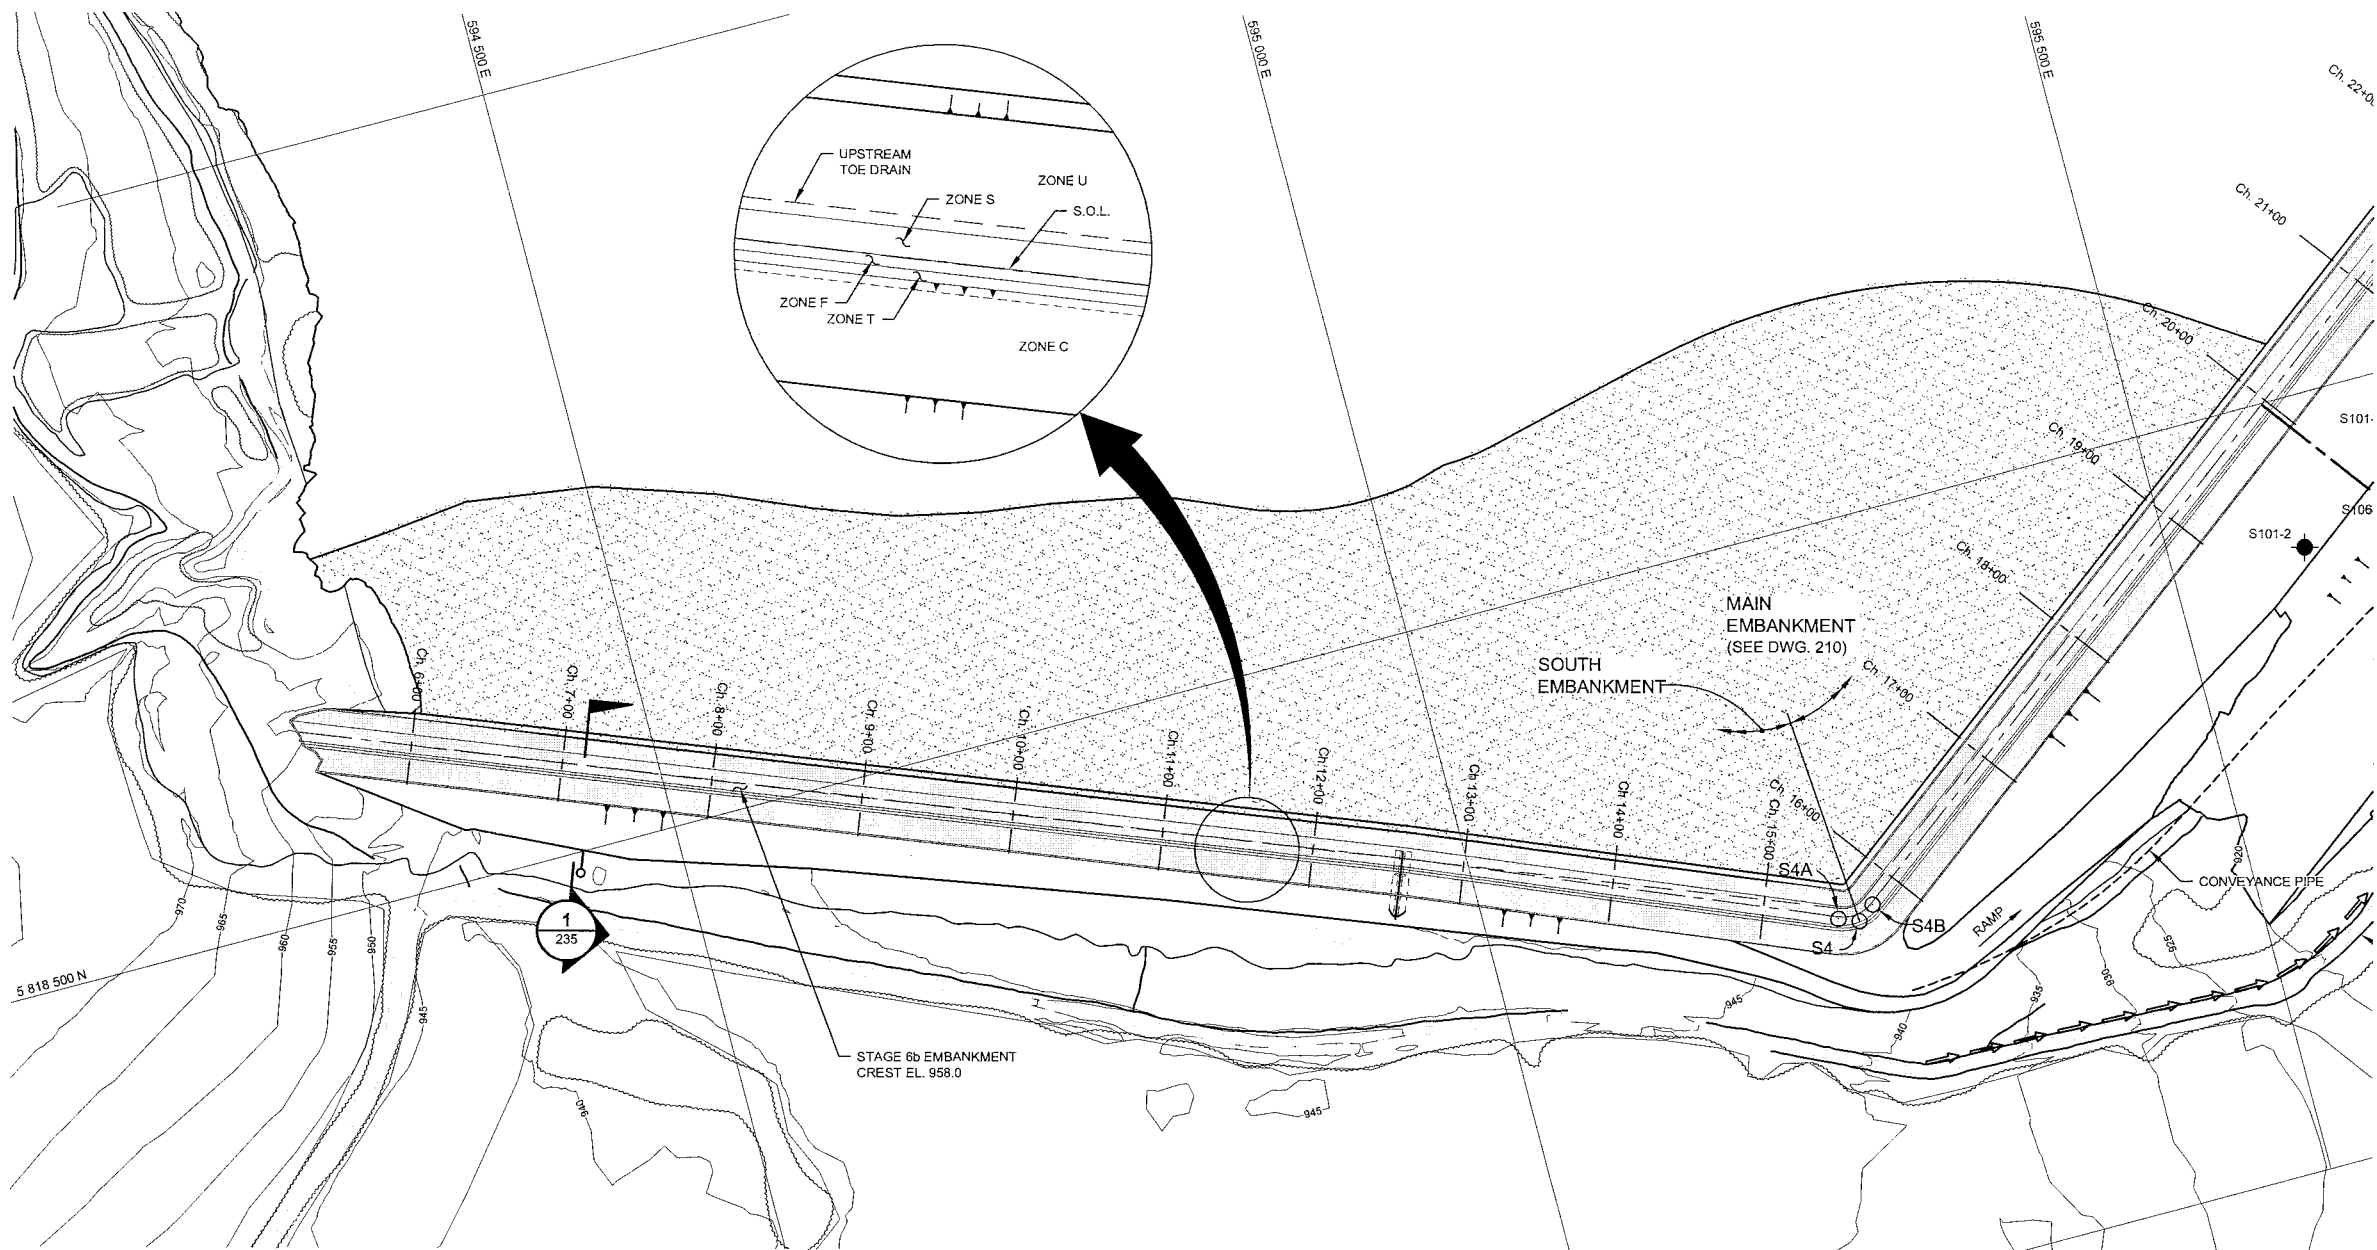 594 500 E
595 000 E
595 500 E
Ch. 21+00
UPSTREAM
TOE DRAIN
ZONE U
ZONE S
S.O.L.
ZONE F
ZONE T
ZONE C
Ch. 20+00
Ch. 19+00
Ch. 18+00
Ch. 17+00
Ch. 16+00
S101-2
MAIN
EMBANKMENT
(SEE DWG. 210)
SOUTH
EMBANKMENT
Ch. 6+00
Ch. 7+00
Ch. 8+00
Ch. 9+00
Ch. 10+00
Ch. 11+00
Ch. 12+00
Ch. 13+00
Ch. 14+00
Ch. 15+00
S4A
S4B
S4
RAMP
CONVEYANCE PIPE
920
925
930
935
940
945
1
235
970
965
960
955
950
945
5 818 500 N
STAGE 6b EMBANKMENT
CREST EL. 958.0
940
945